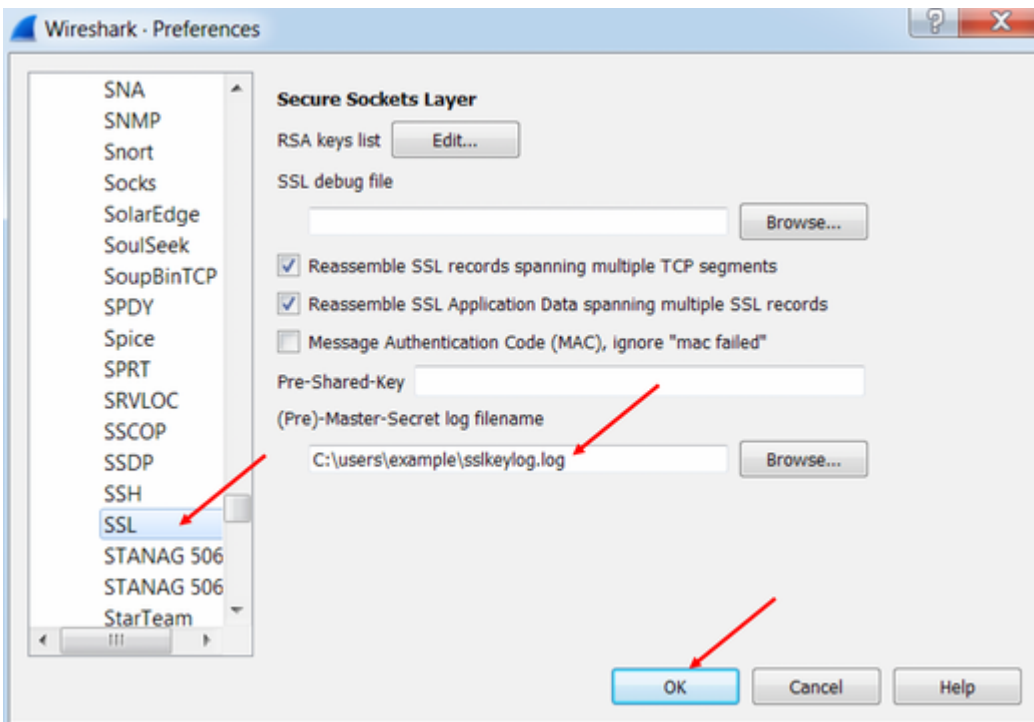 Wireshark · Preferences
SNA
SNMP
Snort
Socks
SolarEdge
SoulSeek
SoupBinTCP
SPDY
Spice
SPRT
SRVLOC
SSCOP
SSDP
SSH
SSL
STANAG 506
STANAG 506
StarTeam
Secure Sockets Layer
RSA keys list Edit...
SSL debug file
Browse...
Reassemble SSL records spanning multiple TCP segments
Reassemble SSL Application Data spanning multiple SSL records
Message Authentication Code (MAC), ignore "mac failed"
Pre-Shared-Key
(Pre)-Master-Secret log filename
C:\users\example\sslkeylog.log Browse...
OK Cancel Help